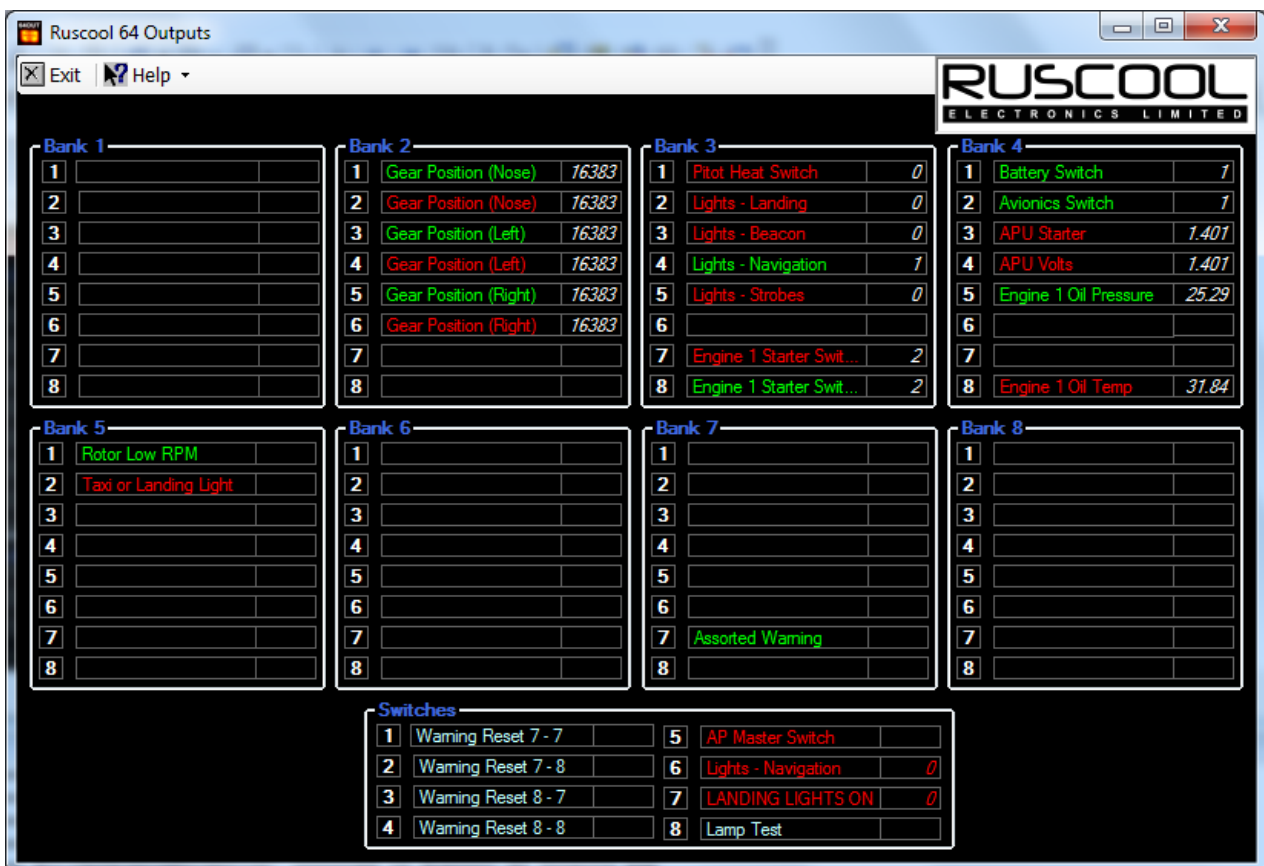 Ruscool 64 Outputs
Exit Help
RUSCOOL
ELECTRONICS LIMITED
Bank 1
1
2
3
4
5
6
7
8
Bank 2
1 Gear Position (Nose) 16383
2 Gear Position (Nose) 16383
3 Gear Position (Left) 16383
4 Gear Position (Left) 16383
5 Gear Position (Right) 16383
6 Gear Position (Right) 16383
7
8
Bank 3
1 Pitot Heat Switch 0
2 Lights - Landing 0
3 Lights - Beacon 0
4 Lights - Navigation 1
5 Lights - Strobes 0
6
7 Engine 1 Starter Swit... 2
8 Engine 1 Starter Swit... 2
Bank 4
1 Battery Switch 1
2 Avionics Switch 1
3 APU Starter 1.401
4 APU Volts 1.401
5 Engine 1 Oil Pressure 25.29
6
7
8 Engine 1 Oil Temp 31.84
Bank 5
1 Rotor Low RPM
2 Taxi or Landing Light
3
4
5
6
7
8
Bank 6
1
2
3
4
5
6
7
8
Bank 7
1
2
3
4
5
6
7 Assorted Warning
8
Bank 8
1
2
3
4
5
6
7
8
Switches
1 Warning Reset 7 - 7
2 Warning Reset 7 - 8
3 Warning Reset 8 - 7
4 Warning Reset 8 - 8
5 AP Master Switch
6 Lights - Navigation 0
7 LANDING LIGHTS ON 0
8 Lamp Test